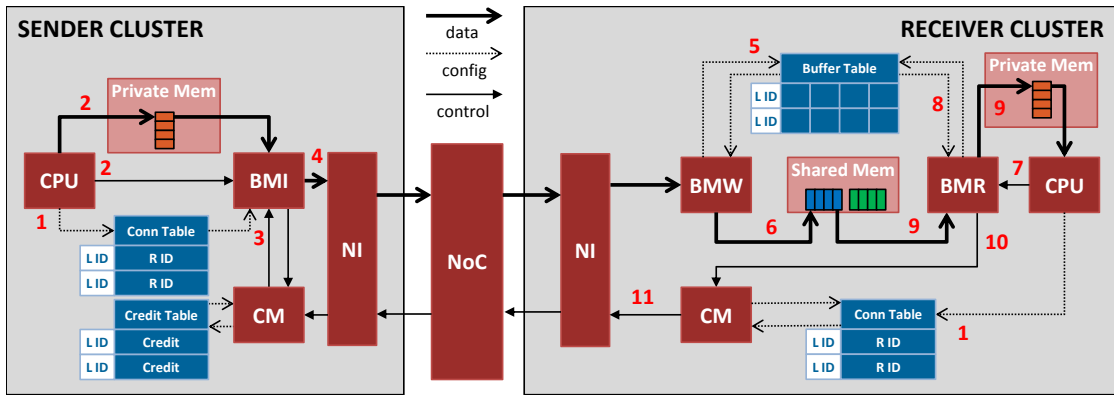 SENDER CLUSTER
data
config
control
RECEIVER CLUSTER
2
Private Mem
CPU
2
BMI
4
1
3
Conn Table
L ID
R ID
L ID
R ID
Credit Table
L ID
Credit
L ID
Credit
CM
NI
NoC
NI
5
Buffer Table
L ID
L ID
8
Private Mem
9
BMW
Shared Mem
BMR
7
CPU
6
9
10
11
CM
Conn Table
1
L ID
R ID
L ID
R ID